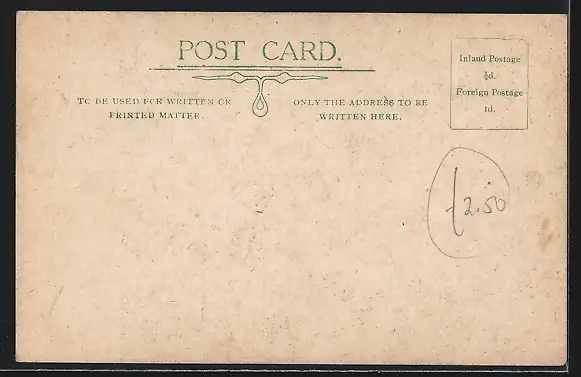 POST CARD.
TO BE USED FOR WRITTEN OR
PRINTED MATTER.
ONLY THE ADDRESS TO BE
WRITTEN HERE.
Inland Postage
½d.
Foreign Postage
1d.
£2.50